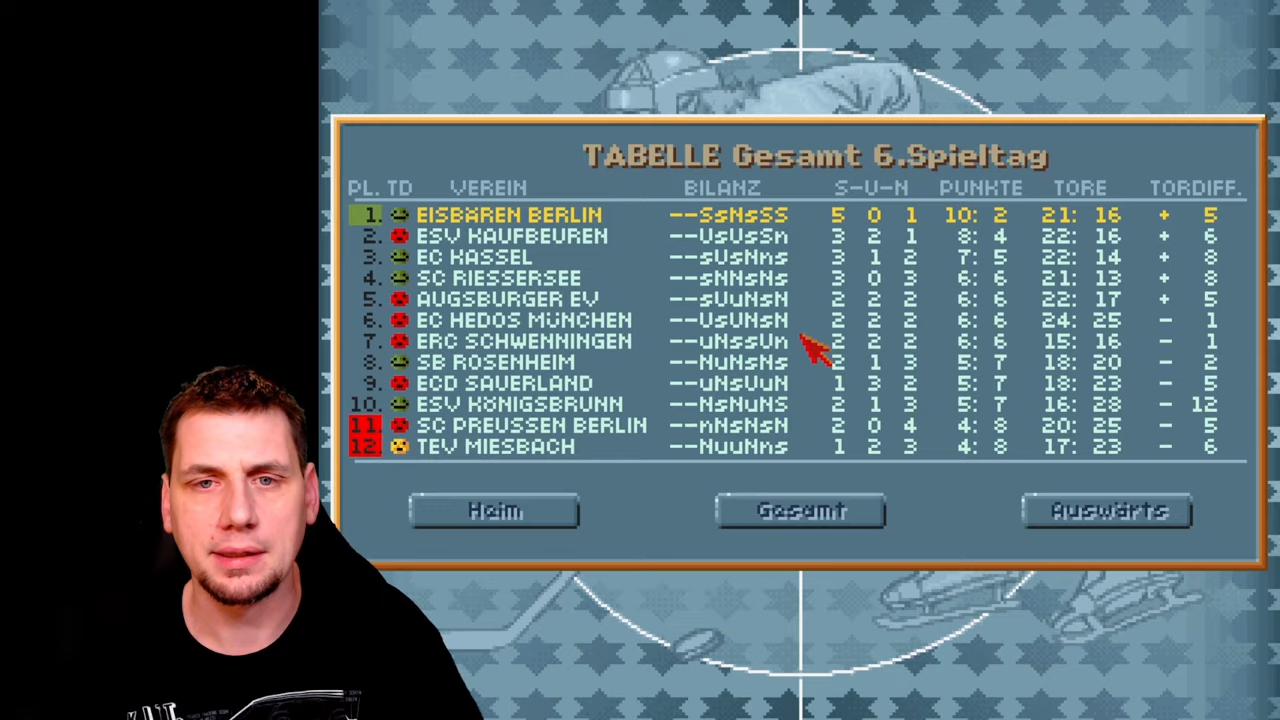 TABELLE Gesamt 6.Spieltag
PL. TD VEREIN BILANZ S-U-N PUNKTE TORE TORDIFF.
1. EISBÄREN BERLIN --SsNsSS 5 0 1 10: 2 21: 16 + 5
2. ESV KAUFBEUREN --UsUsSn 3 2 1 8: 4 22: 16 + 6
3. EC KASSEL --sUsNns 3 1 2 7: 5 22: 14 + 8
4. SC RIESSERSEE --sNNsNs 3 0 3 6: 6 21: 13 + 8
5. AUGSBURGER EV --sUuNsN 2 2 2 6: 6 22: 17 + 5
6. EC HEDOS MÜNCHEN --UsUNsN 2 2 2 6: 6 24: 25 - 1
7. ERC SCHWENNINGEN --uNssUn 2 2 2 6: 6 15: 16 - 1
8. SB ROSENHEIM --NuNsNs 2 1 3 5: 7 18: 20 - 2
9. ECD SAUERLAND --uNsUuN 1 3 2 5: 7 18: 23 - 5
10. ESV KÖNIGSBRUNN --NsNuNS 2 1 3 5: 7 16: 28 - 12
11. SC PREUSSEN BERLIN --nNsNsN 2 0 4 4: 8 20: 25 - 5
12. TEV MIESBACH --NuuNns 1 2 3 4: 8 17: 23 - 6
Heim Gesamt Auswärts